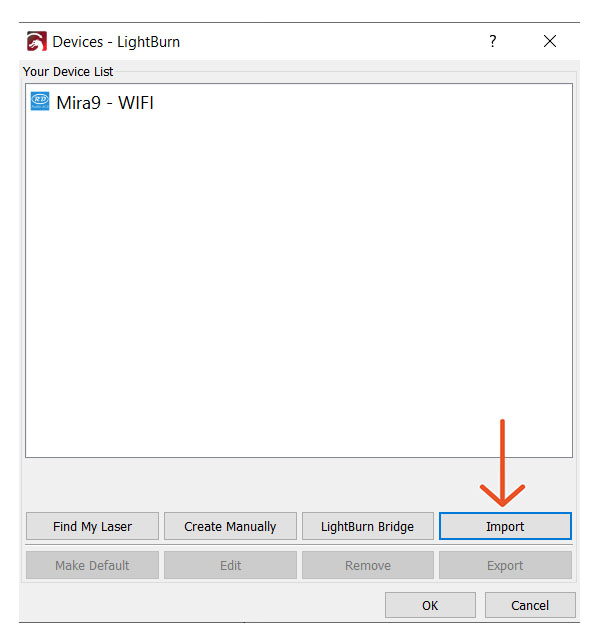 Devices - LightBurn
?
Your Device List
RD
Mira9 - WIFI
Find My Laser
Create Manually
LightBurn Bridge
Import
Make Default
Edit
Remove
Export
OK
Cancel